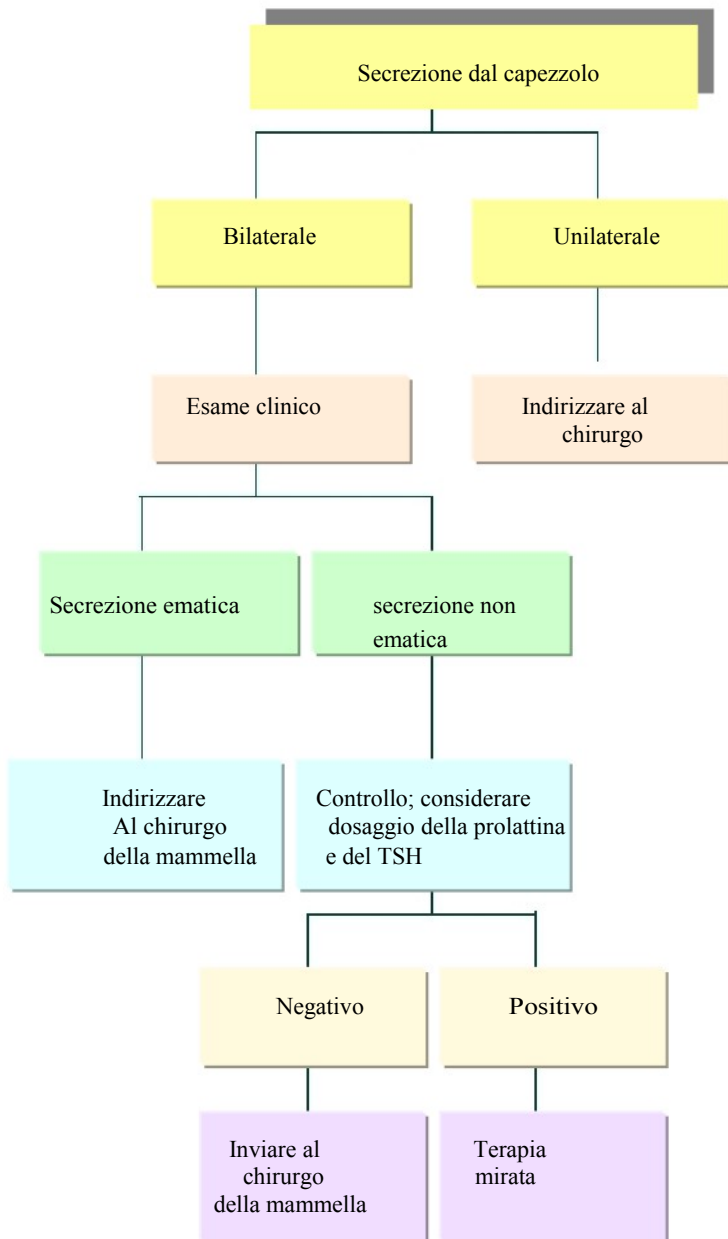 Secrezione dal capezzolo
Bilaterale
Unilaterale
Esame clinico
Indirizzare al
chirurgo
Secrezione ematica
secrezione non
ematica
Indirizzare
Al chirurgo
della mammella
Controllo; considerare
dosaggio della prolattina
e del TSH
Negativo
Positivo
Inviare al
chirurgo
della mammella
Terapia
mirata